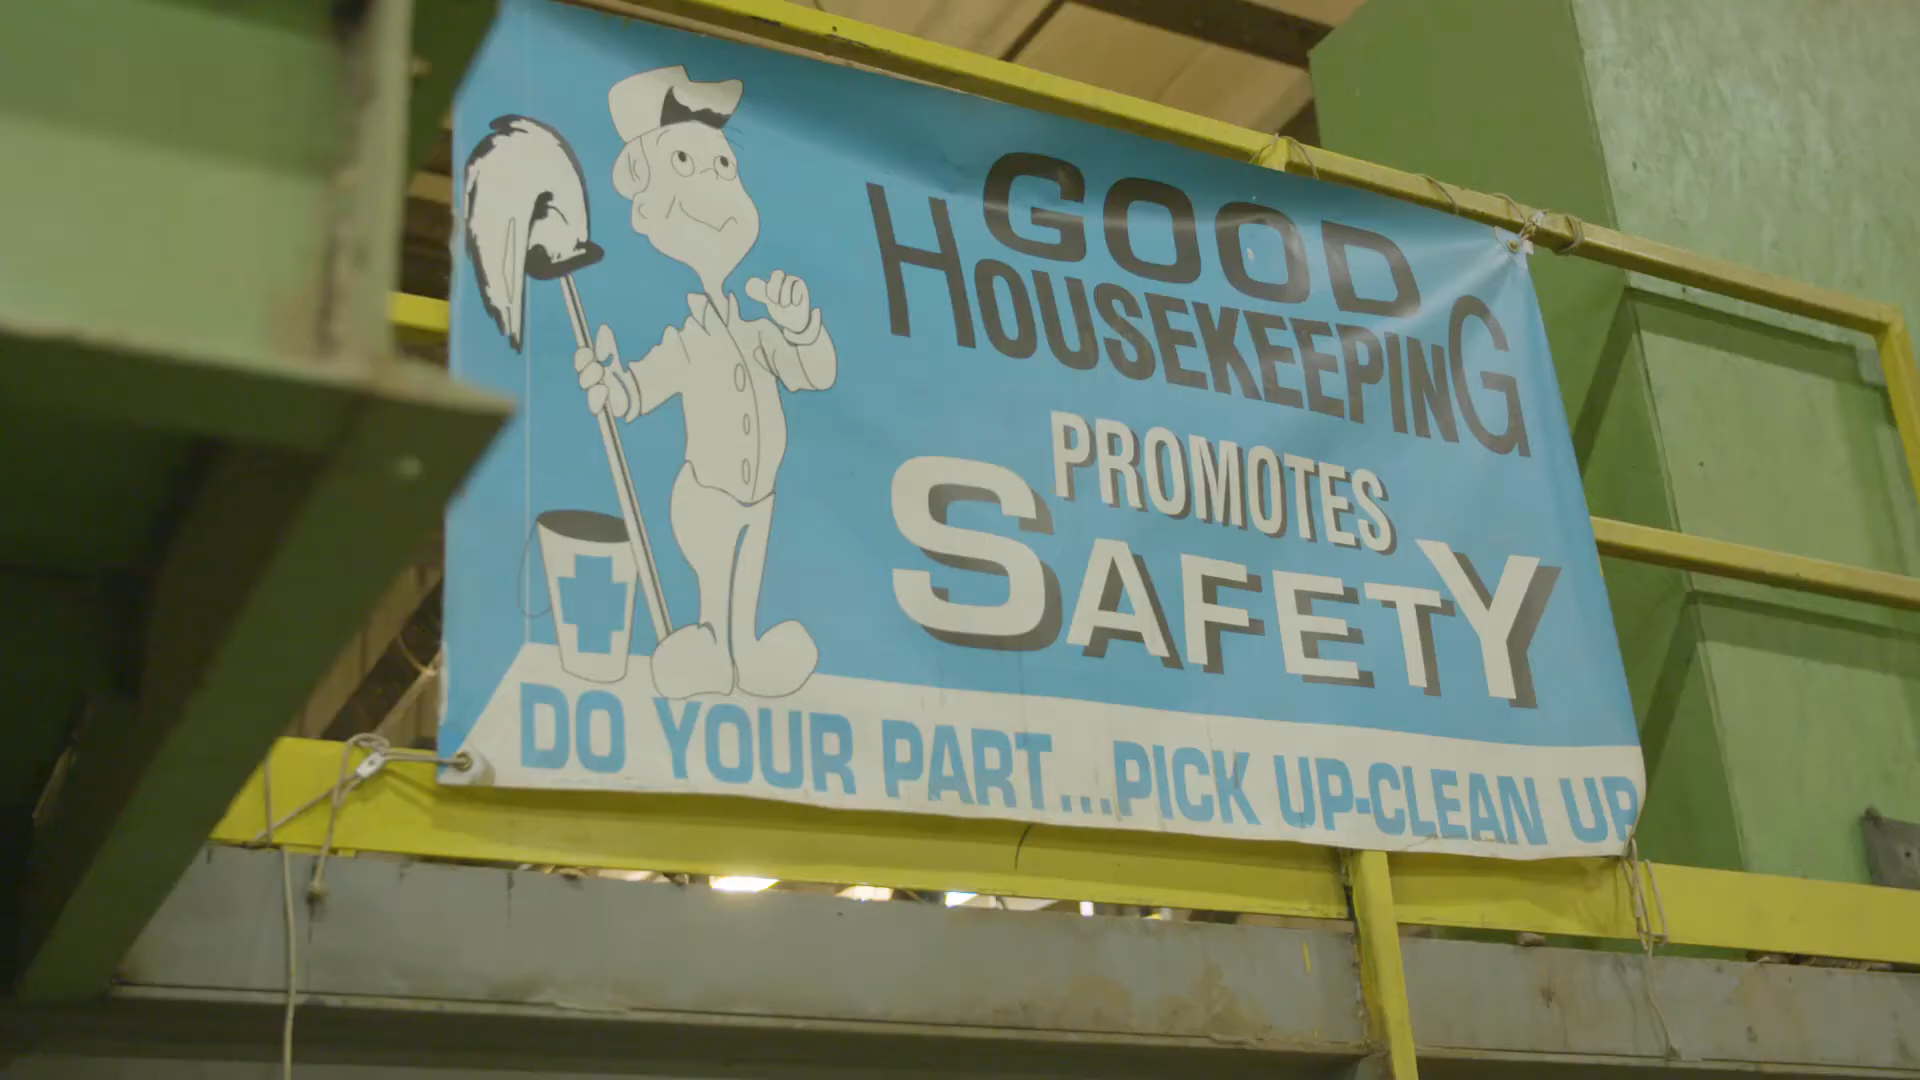 GOOD
HOUSEKEEPING
PROMOTES
SAFETY
DO YOUR PART...PICK UP-CLEAN UP